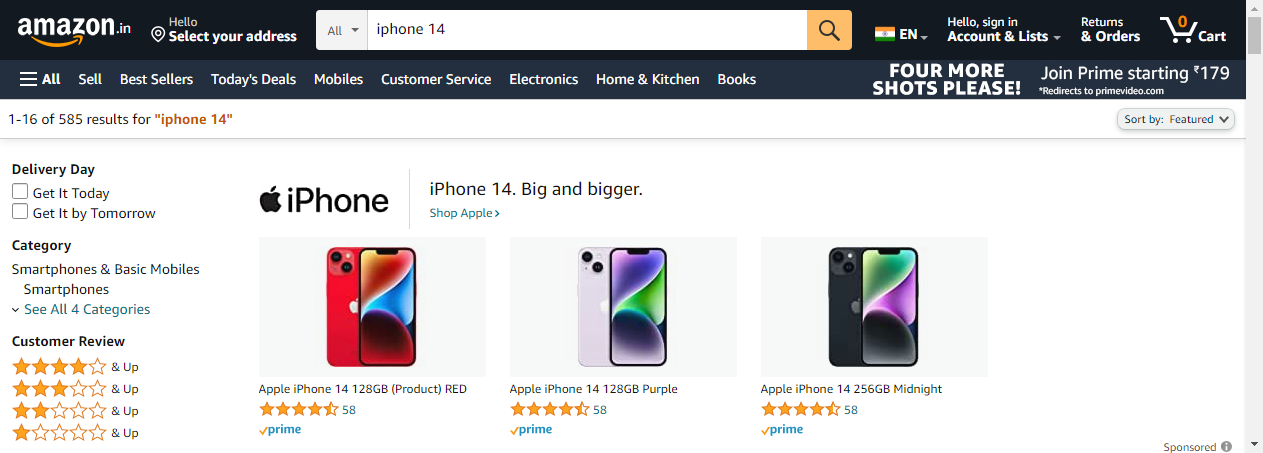 amazon.in
Hello
Select your address
All
iphone 14
EN
Hello, sign in
Account & Lists
Returns
& Orders
0
Cart
All
Sell
Best Sellers
Today's Deals
Mobiles
Customer Service
Electronics
Home & Kitchen
Books
FOUR MORE
SHOTS PLEASE!
Join Prime starting ₹179
*Redirects to primevideo.com
1-16 of 585 results for "iphone 14"
Sort by: Featured
Delivery Day
Get It Today
Get It by Tomorrow
Category
Smartphones & Basic Mobiles
Smartphones
See All 4 Categories
Customer Review
& Up
& Up
& Up
& Up
iPhone
iPhone 14. Big and bigger.
Shop Apple
Apple iPhone 14 128GB (Product) RED
58
prime
Apple iPhone 14 128GB Purple
58
prime
Apple iPhone 14 256GB Midnight
58
prime
Sponsored